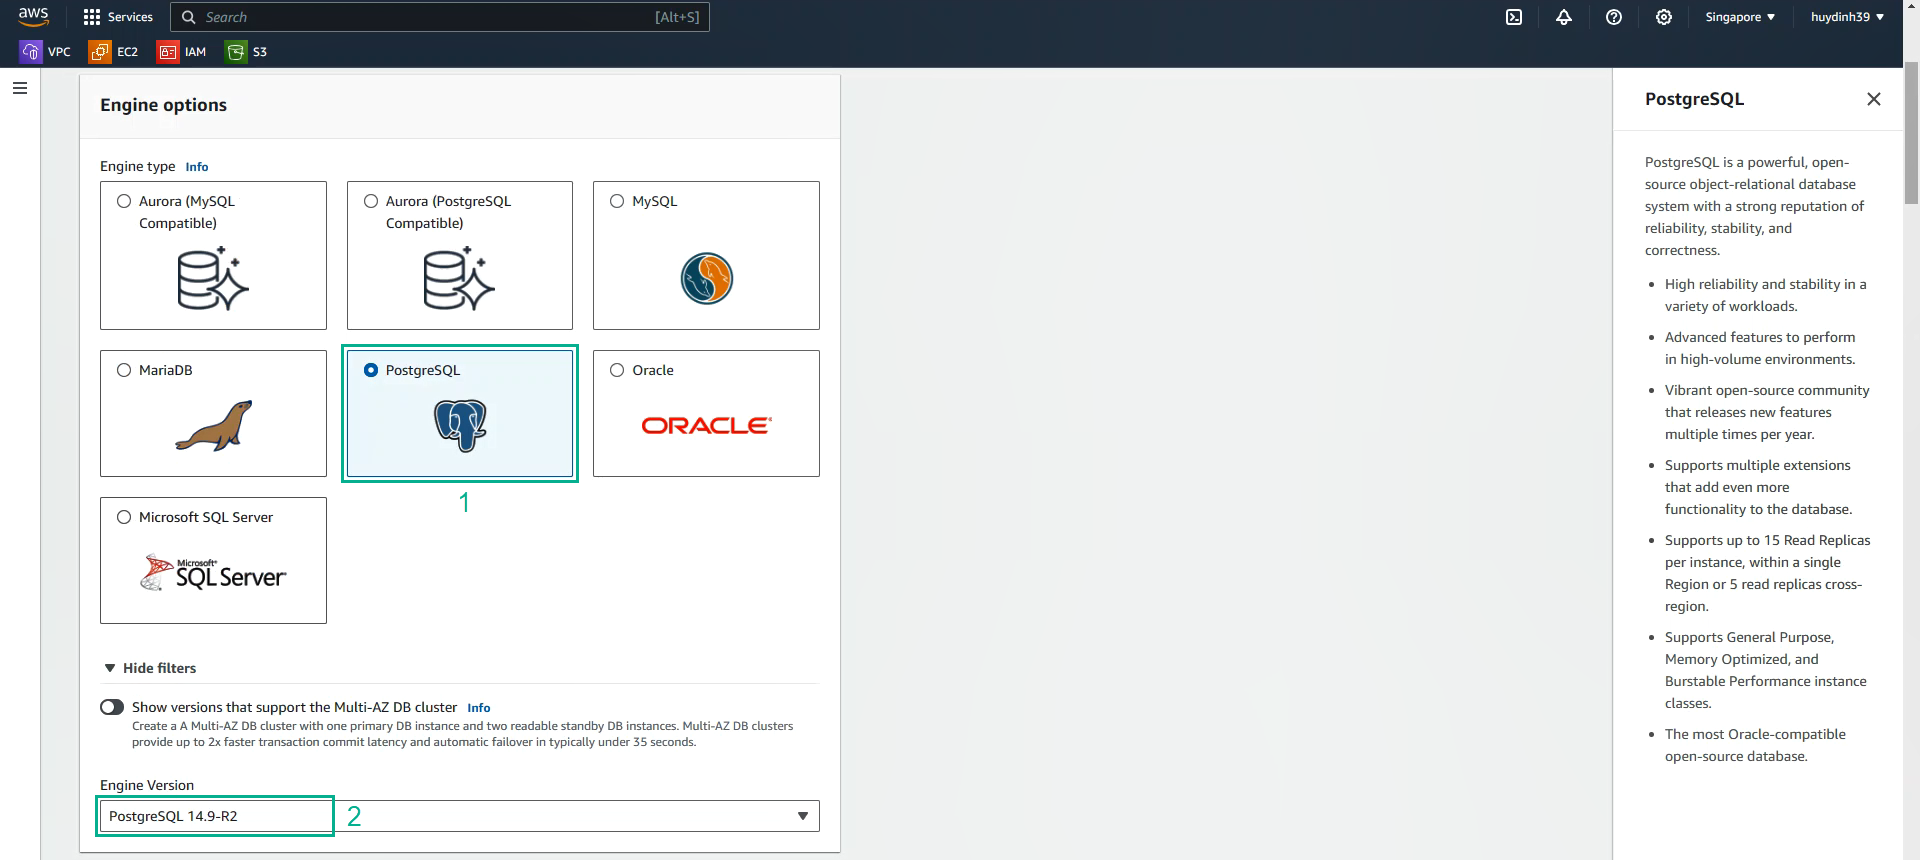 aws
Services
Search
[Alt+S]
Singapore
huydinh39
VPC
EC2
IAM
S3
Engine options
Engine type Info
Aurora (MySQL
Compatible)
Aurora (PostgreSQL
Compatible)
MySQL
MariaDB
PostgreSQL
Oracle
ORACLE
1
Microsoft SQL Server
Microsoft
SQL Server
Hide filters
Show versions that support the Multi-AZ DB cluster Info
Create a A Multi-AZ DB cluster with one primary DB instance and two readable standby DB instances. Multi-AZ DB clusters
provide up to 2x faster transaction commit latency and automatic failover in typically under 35 seconds.
Engine Version
PostgreSQL 14.9-R2
2
PostgreSQL
PostgreSQL is a powerful, open-
source object-relational database
system with a strong reputation of
reliability, stability, and
correctness.
• High reliability and stability in a
variety of workloads.
• Advanced features to perform
in high-volume environments.
• Vibrant open-source community
that releases new features
multiple times per year.
• Supports multiple extensions
that add even more
functionality to the database.
• Supports up to 15 Read Replicas
per instance, within a single
Region or 5 read replicas cross-
region.
• Supports General Purpose,
Memory Optimized, and
Burstable Performance instance
classes.
• The most Oracle-compatible
open-source database.